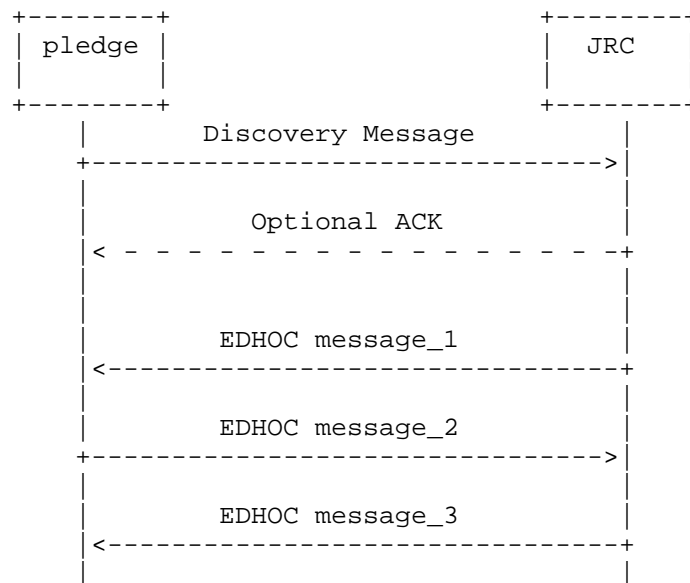 pledge JRC
Discovery Message
Optional ACK
EDHOC message_1
EDHOC message_2
EDHOC message_3